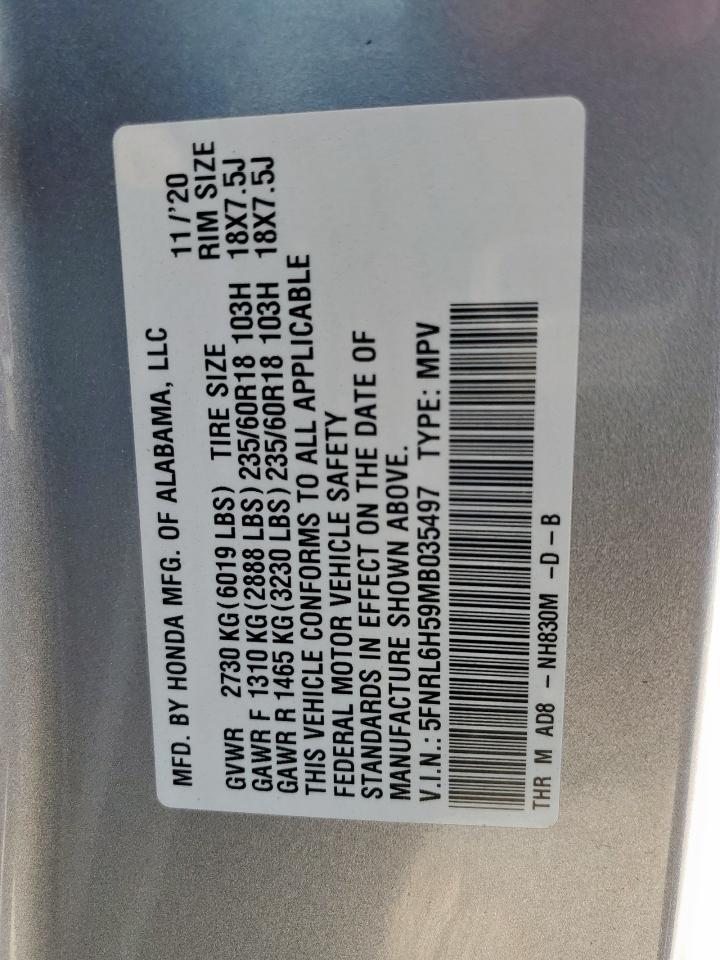 MFD. BY HONDA MFG. OF ALABAMA, LLC 11/'20
GVWR 2730 KG(6019 LBS) TIRE SIZE RIM SIZE
GAWR F 1310 KG(2888 LBS) 235/60R18 103H 18X7.5J
GAWR R 1465 KG(3230 LBS) 235/60R18 103H 18X7.5J
THIS VEHICLE CONFORMS TO ALL APPLICABLE
FEDERAL MOTOR VEHICLE SAFETY
STANDARDS IN EFFECT ON THE DATE OF
MANUFACTURE SHOWN ABOVE.
V.I.N.: 5FNRL6H59MB035497 TYPE: MPV
THR M AD8 - NH830M -D - B